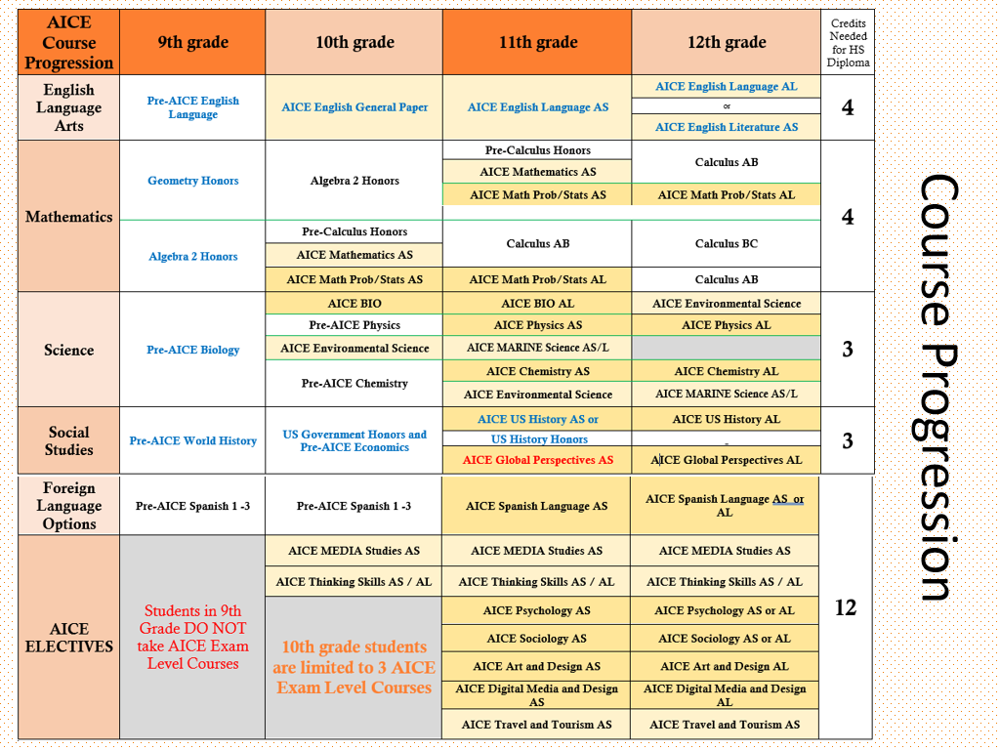 AICE
Course
Progression
9th grade
10th grade
11th grade
12th grade
Credits
Needed
for HS
Diploma
English
Language
Arts
Pre-AICE English
Language
AICE English General Paper
AICE English Language AS
AICE English Language AL
or
AICE English Literature AS
4
Mathematics
Geometry Honors
Algebra 2 Honors
Pre-Calculus Honors
AICE Mathematics AS
AICE Math Prob/Stats AS
Calculus AB
AICE Math Prob/Stats AL
4
Algebra 2 Honors
Pre-Calculus Honors
AICE Mathematics AS
AICE Math Prob/Stats AS
Calculus AB
AICE Math Prob/Stats AL
Calculus BC
Calculus AB
Science
Pre-AICE Biology
AICE BIO
AICE BIO AL
AICE Environmental Science
Pre-AICE Physics
AICE Physics AS
AICE Physics AL
AICE Environmental Science
AICE MARINE Science AS/L
Pre-AICE Chemistry
AICE Chemistry AS
AICE Chemistry AL
AICE Environmental Science
AICE MARINE Science AS/L
3
Social
Studies
Pre-AICE World History
US Government Honors and
Pre-AICE Economics
AICE US History AS or
US History Honors
AICE Global Perspectives AS
AICE US History AL
-
AICE Global Perspectives AL
3
Foreign
Language
Options
Pre-AICE Spanish 1 -3
Pre-AICE Spanish 1 -3
AICE Spanish Language AS
AICE Spanish Language AS or
AL
AICE
ELECTIVES
Students in 9th
Grade DO NOT
take AICE Exam
Level Courses
AICE MEDIA Studies AS
AICE MEDIA Studies AS
AICE MEDIA Studies AS
AICE Thinking Skills AS / AL
AICE Thinking Skills AS / AL
AICE Thinking Skills AS / AL
10th grade students
are limited to 3 AICE
Exam Level Courses
AICE Psychology AS
AICE Psychology AS or AL
AICE Sociology AS
AICE Sociology AS or AL
AICE Art and Design AS
AICE Art and Design AL
AICE Digital Media and Design
AS
AICE Digital Media and Design
AL
AICE Travel and Tourism AS
AICE Travel and Tourism AS
12
Course Progression